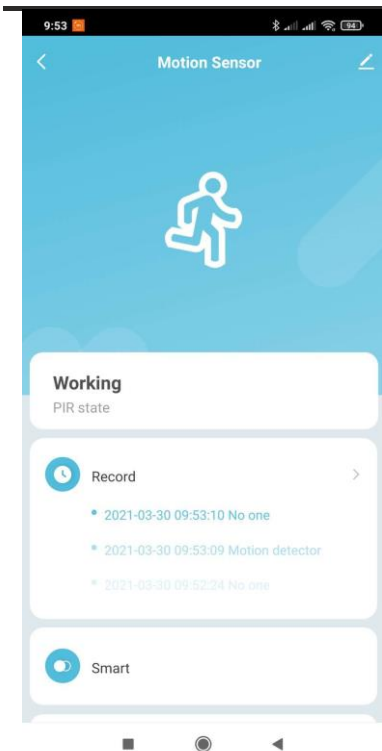 9:53
94
Motion Sensor
Working
PIR state
Record
2021-03-30 09:53:10 No one
2021-03-30 09:53:09 Motion detector
2021-03-30 09:52:24 No one
Smart